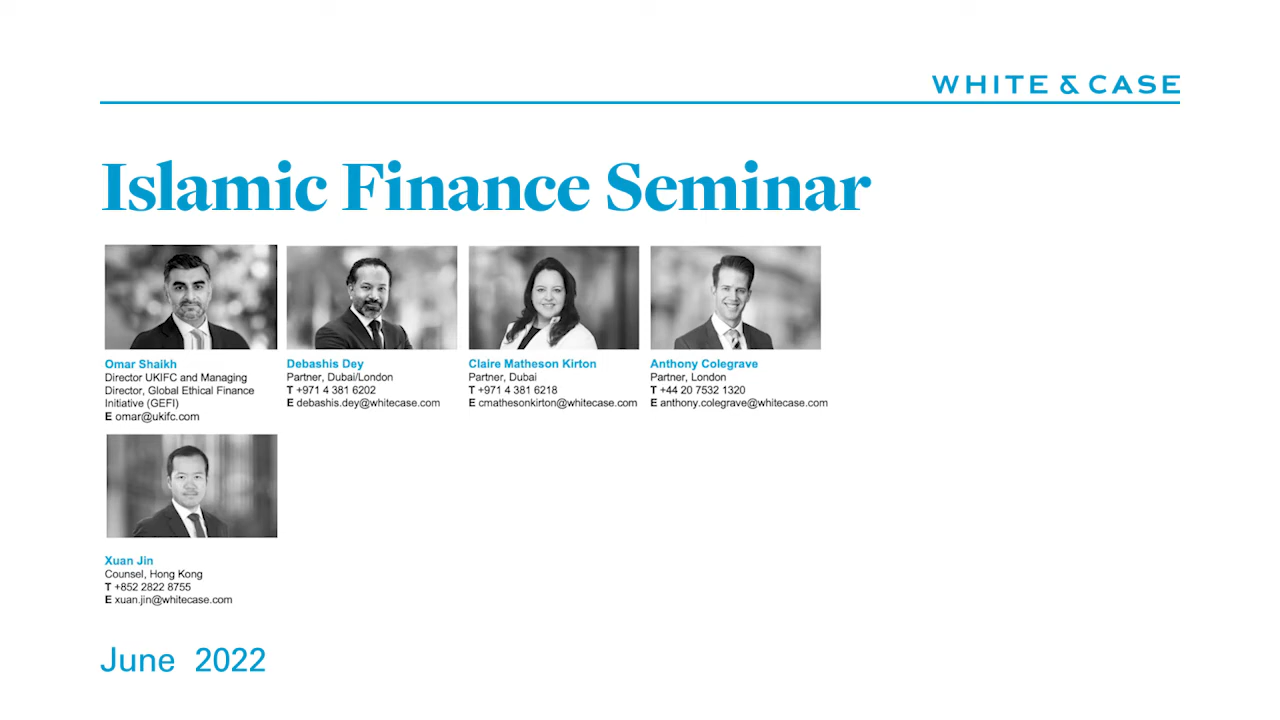 WHITE & CASE
Islamic Finance Seminar
Omar Shaikh
Director UKIFC and Managing
Director, Global Ethical Finance
Initiative (GEFI)
E omar@ukifc.com
Debashis Dey
Partner, Dubai/London
T +971 4 381 6202
E debashis.dey@whitecase.com
Claire Matheson Kirton
Partner, Dubai
T +971 4 381 6218
E cmathesonkirton@whitecase.com
Anthony Colegrave
Partner, London
T +44 20 7532 1320
E anthony.colegrave@whitecase.com
Xuan Jin
Counsel, Hong Kong
T +852 2822 8755
E xuan.jin@whitecase.com
June 2022